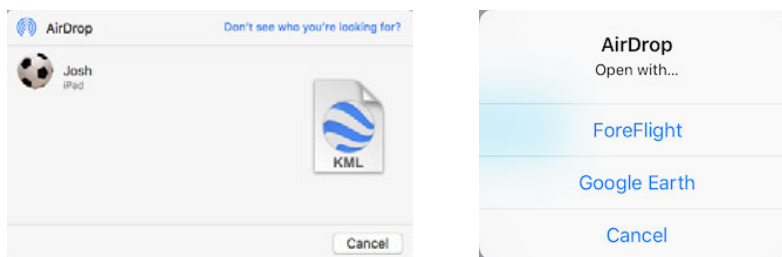 AirDrop
Don't see who you're looking for?
Josh
iPad
KML
Cancel
AirDrop
Open with...
ForeFlight
Google Earth
Cancel